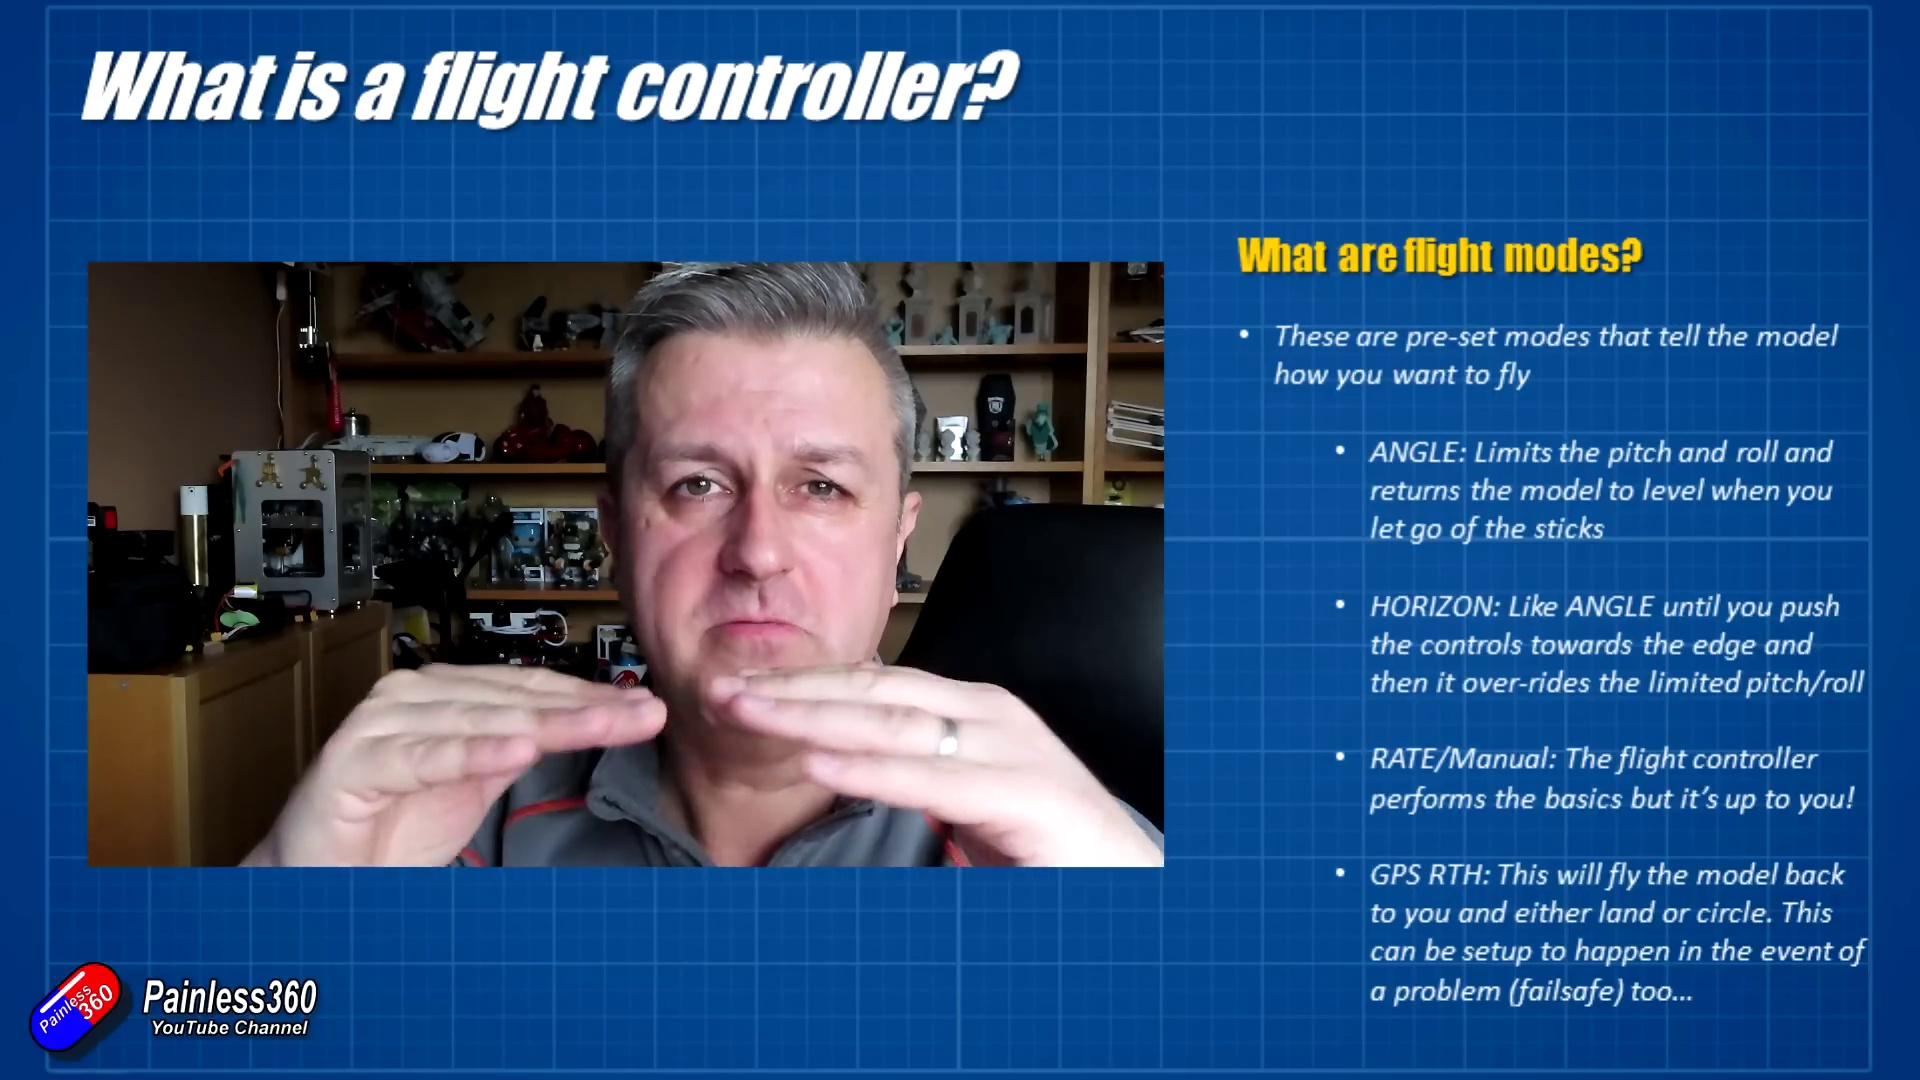 What is a flight controller?
What are flight modes?
• These are pre-set modes that tell the model
how you want to fly
• ANGLE: Limits the pitch and roll and
returns the model to level when you
let go of the sticks
• HORIZON: Like ANGLE until you push
the controls towards the edge and
then it over-rides the limited pitch/roll
• RATE/Manual: The flight controller
performs the basics but it’s up to you!
• GPS RTH: This will fly the model back
to you and either land or circle. This
can be setup to happen in the event of
a problem (failsafe) too...
Painless
360
Painless360
YouTube Channel